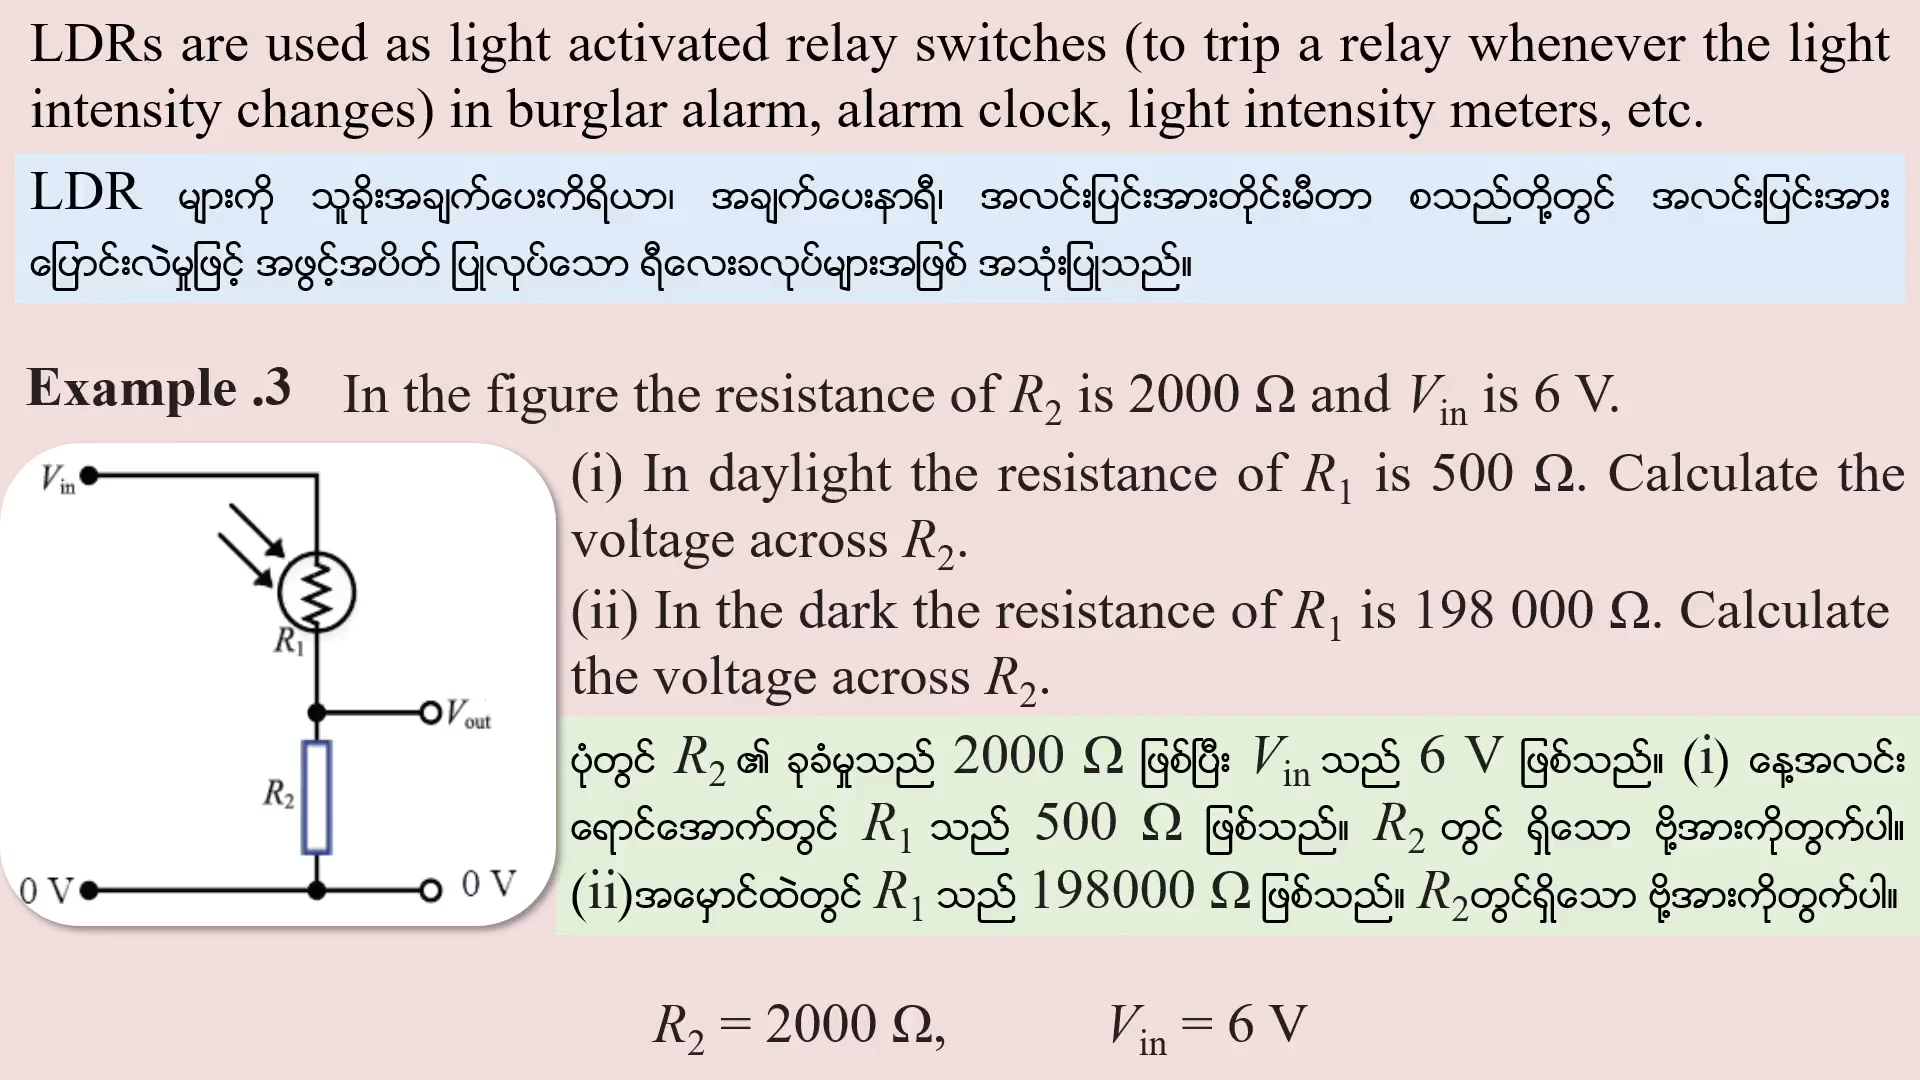 LDRs are used as light activated relay switches (to trip a relay whenever the light
intensity changes) in burglar alarm, alarm clock, light intensity meters, etc.
LDR များကို သူခိုးအချက်ပေးကိရိယာ၊ အချက်ပေးနာရီ၊ အလင်းပြင်းအားတိုင်းမီတာ စသည်တို့တွင် အလင်းပြင်းအား
ပြောင်းလဲမှုဖြင့် အဖွင့်အပိတ် ပြုလုပ်သော ရီလေးခလုပ်များအဖြစ် အသုံးပြုသည်။
Example .3 In the figure the resistance of R₂ is 2000 Ω and Vᵢₙ is 6 V.
(i) In daylight the resistance of R₁ is 500 Ω. Calculate the
voltage across R₂.
(ii) In the dark the resistance of R₁ is 198 000 Ω. Calculate
the voltage across R₂.
Vin
R₁
Vout
R₂
0 V
0 V
ပုံတွင် R₂ ၏ ခုခံမှုသည် 2000 Ω ဖြစ်ပြီး Vin သည် 6 V ဖြစ်သည်။ (i) နေ့အလင်း
ရောင်အောက်တွင် R₁ သည် 500 Ω ဖြစ်သည်။ R₂ တွင် ရှိသော ဗို့အားကိုတွက်ပါ။
(ii)အမှောင်ထဲတွင် R₁ သည် 198000 Ω ဖြစ်သည်။ R₂တွင်ရှိသော ဗို့အားကိုတွက်ပါ။
R₂ = 2000 Ω, Vin = 6 V